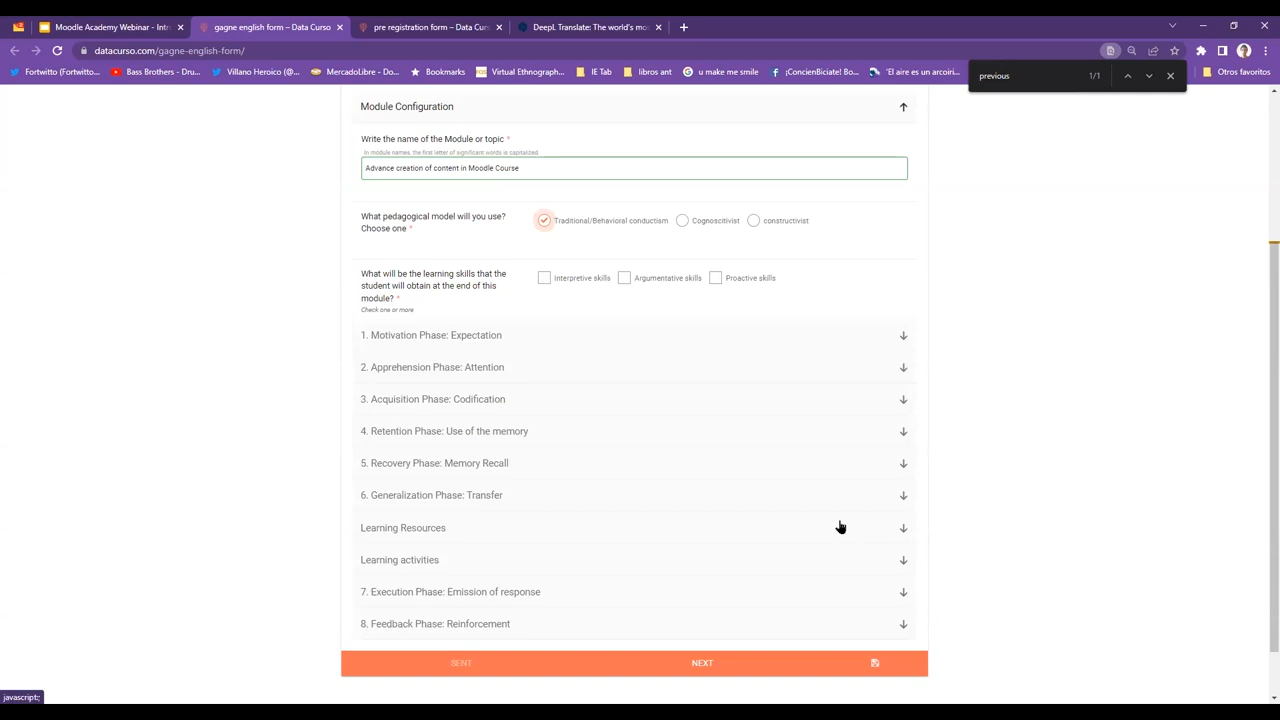 Moodle Academy Webinar - Intr
gagne english form – Data Curso
pre registration form – Data Curs
DeepL Translate: The world's mos
datacurso.com/gagne-english-form/
Fortwitto (Fortwitto...
Bass Brothers - Dru...
Villano Heroico (@...
MercadoLibre - Do...
Bookmarks
Virtual Ethnograph...
IE Tab
libros ant
u make me smile
¡ConcienBiciate! Bo...
'El aire es un arcoiri...
Otros favoritos
previous
1/1
Module Configuration
Write the name of the Module or topic *
In module names, the first letter of significant words is capitalized.
Advance creation of content in Moodle Course
What pedagogical model will you use?
Choose one *
Traditional/Behavioral conductism
Cognoscitivist
constructivist
What will be the learning skills that the
student will obtain at the end of this
module? *
Check one or more
Interpretive skills
Argumentative skills
Proactive skills
1. Motivation Phase: Expectation
2. Apprehension Phase: Attention
3. Acquisition Phase: Codification
4. Retention Phase: Use of the memory
5. Recovery Phase: Memory Recall
6. Generalization Phase: Transfer
Learning Resources
Learning activities
7. Execution Phase: Emission of response
8. Feedback Phase: Reinforcement
SENT
NEXT
javascript:;